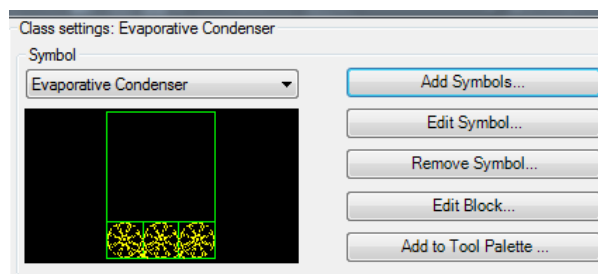 Class settings: Evaporative Condenser
Symbol
Evaporative Condenser
Add Symbols...
Edit Symbol...
Remove Symbol...
Edit Block...
Add to Tool Palette ...